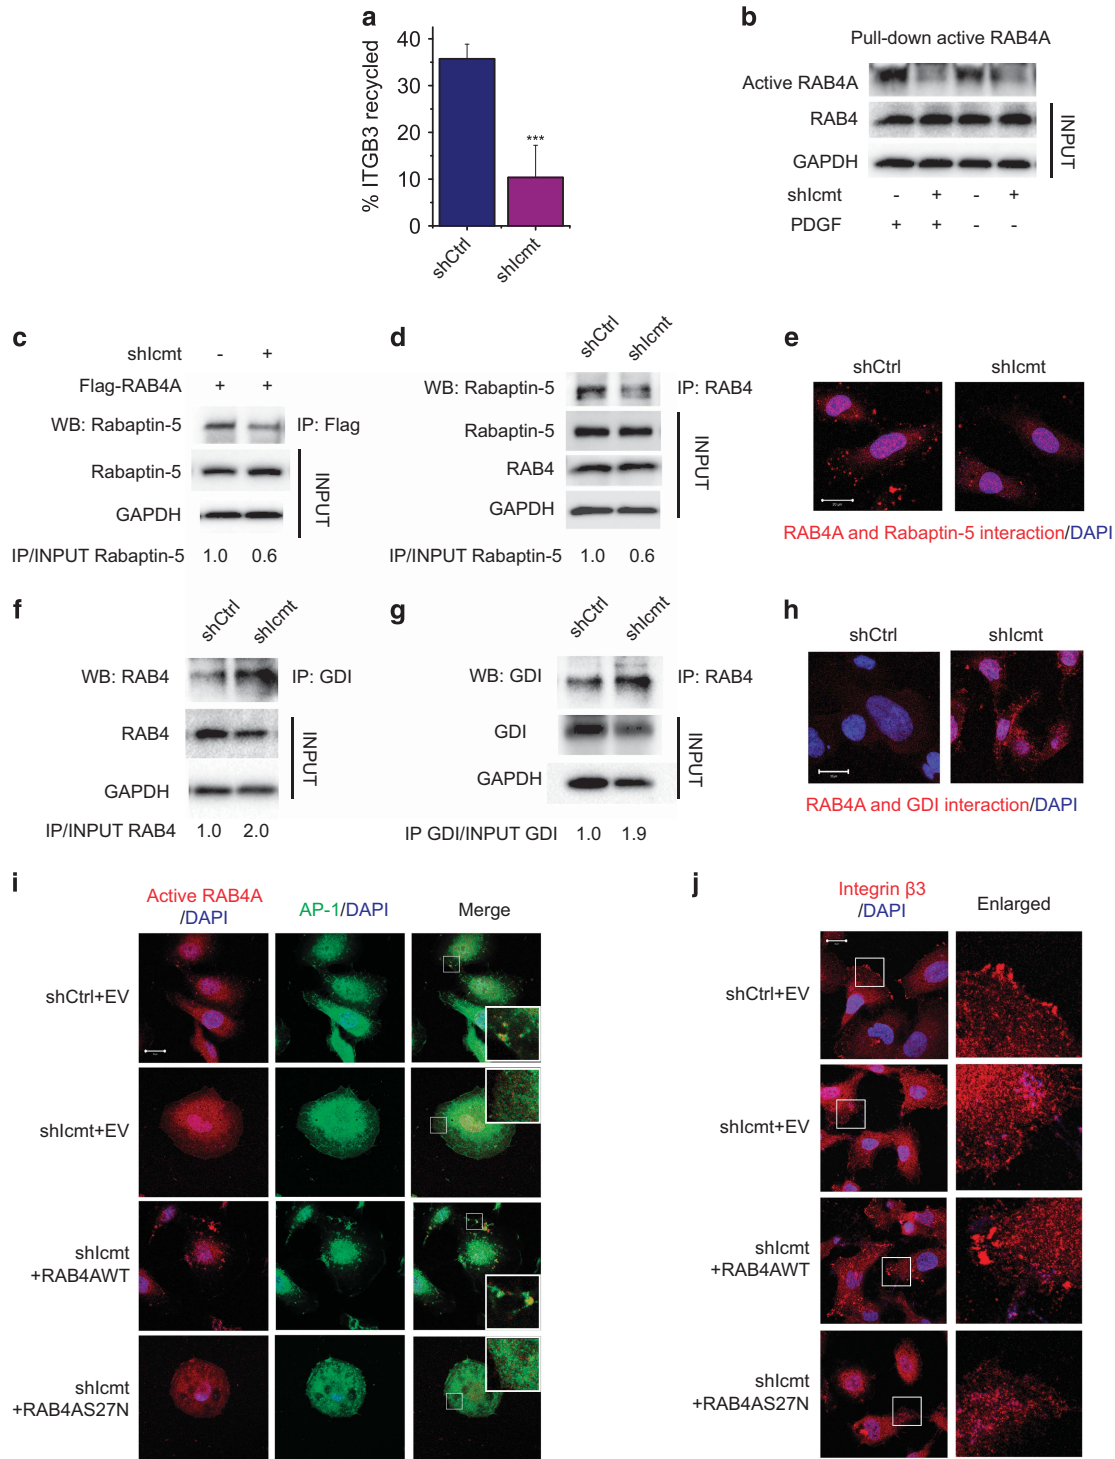 a
% ITGB3 recycled
40
30
20
10
0
***
shCtrl
shIcmt
b
Pull-down active RAB4A
Active RAB4A
RAB4
GAPDH
INPUT
shIcmt - + - +
PDGF + + - -
c
shIcmt - +
Flag-RAB4A + +
WB: Rabaptin-5 IP: Flag
Rabaptin-5
GAPDH
INPUT
IP/INPUT Rabaptin-5 1.0 0.6
d
shCtrl shIcmt
WB: Rabaptin-5 IP: RAB4
Rabaptin-5
RAB4
GAPDH
INPUT
IP/INPUT Rabaptin-5 1.0 0.6
e
shCtrl shIcmt
RAB4A and Rabaptin-5 interaction/DAPI
f
shCtrl shIcmt
WB: RAB4 IP: GDI
RAB4
GAPDH
INPUT
IP/INPUT RAB4 1.0 2.0
g
shCtrl shIcmt
WB: GDI IP: RAB4
GDI
GAPDH
INPUT
IP GDI/INPUT GDI 1.0 1.9
h
shCtrl shIcmt
RAB4A and GDI interaction/DAPI
i
Active RAB4A
/DAPI
AP-1/DAPI
Merge
shCtrl+EV
shIcmt+EV
shIcmt
+RAB4AWT
shIcmt
+RAB4AS27N
j
Integrin β3
/DAPI
Enlarged
shCtrl+EV
shIcmt+EV
shIcmt
+RAB4AWT
shIcmt
+RAB4AS27N